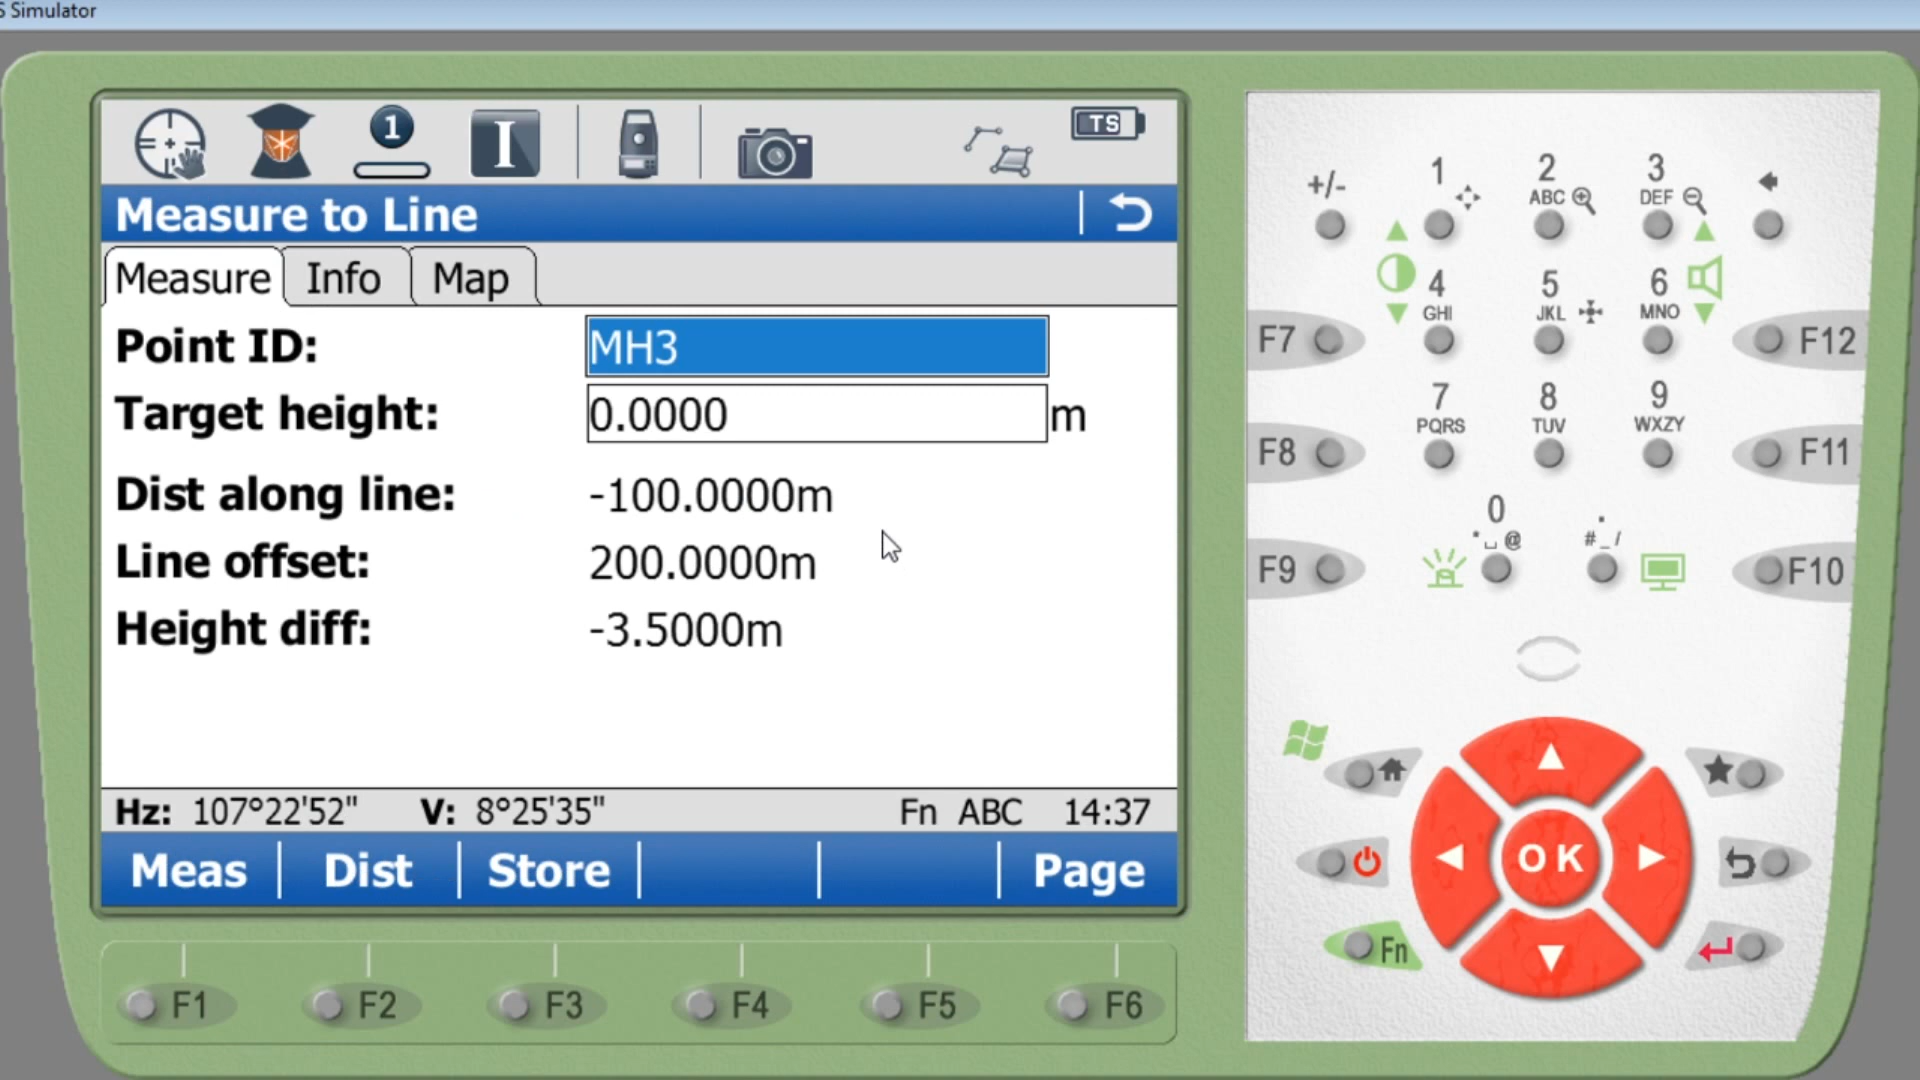 S Simulator
1 I TS
Measure to Line
Measure Info Map
Point ID: MH3
Target height: 0.0000 m
Dist along line: -100.0000m
Line offset: 200.0000m
Height diff: -3.5000m
Hz: 107°22'52" V: 8°25'35" Fn ABC 14:37
Meas Dist Store Page
F1 F2 F3 F4 F5 F6
+/- 1 2 3
ABC DEF
4 5 6
GHI JKL MNO
F7 F12
7 8 9
PQRS TUV WXZY
F8 F11
0 .
* ␣ @ # _ /
F9 F10
OK
Fn